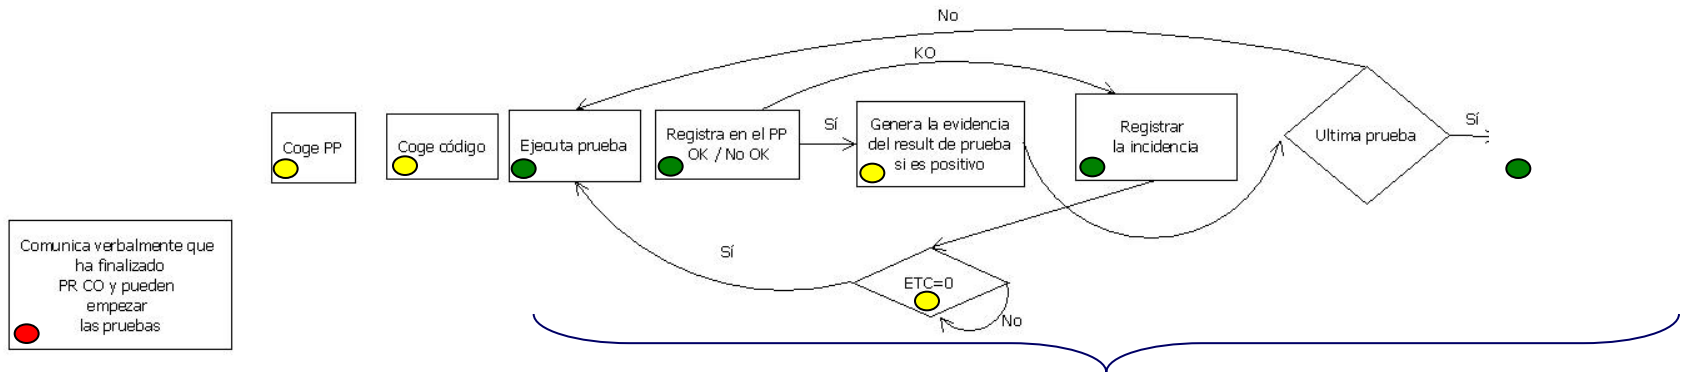 No
KO
Coge PP
Coge código
Ejecuta prueba
Registra en el PP
OK / No OK
Sí
Genera la evidencia
del result de prueba
si es positivo
Registrar
la incidencia
Ultima prueba
Sí
Comunica verbalmente que
ha finalizado
PR CO y pueden
empezar
las pruebas
Sí
ETC=0
No